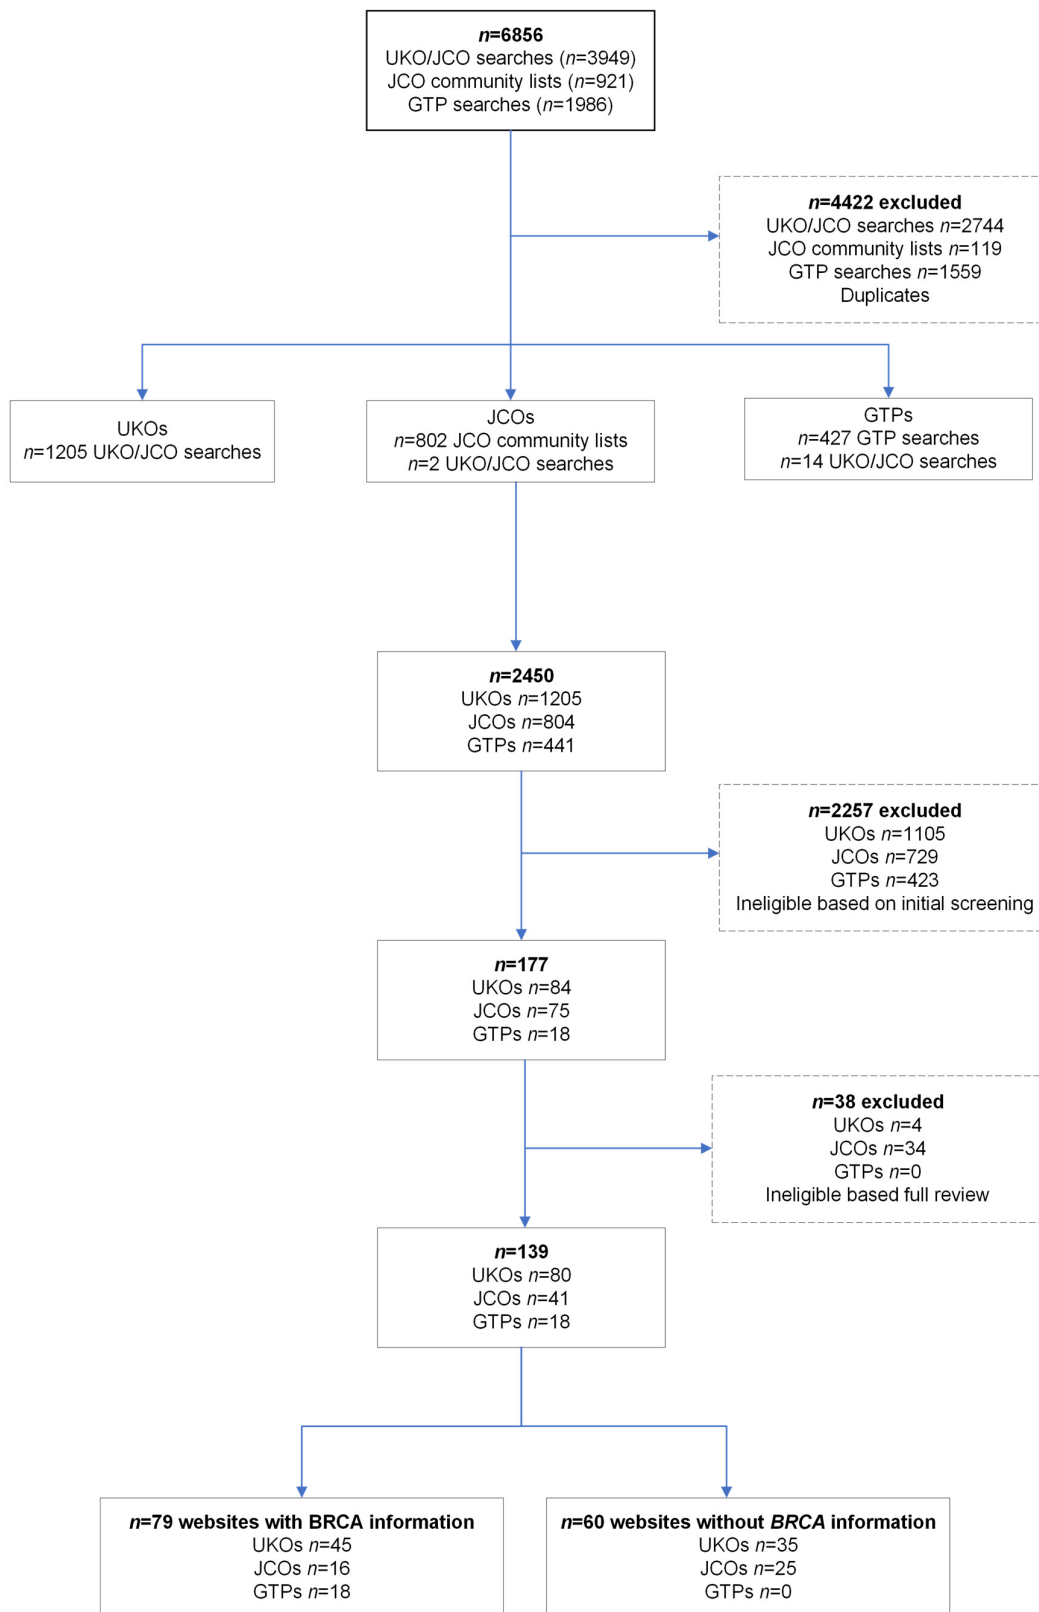 n=6856
UKO/JCO searches (n=3949)
JCO community lists (n=921)
GTP searches (n=1986)
n=4422 excluded
UKO/JCO searches n=2744
JCO community lists n=119
GTP searches n=1559
Duplicates
UKOs
n=1205 UKO/JCO searches
JCOs
n=802 JCO community lists
n=2 UKO/JCO searches
GTPs
n=427 GTP searches
n=14 UKO/JCO searches
n=2450
UKOs n=1205
JCOs n=804
GTPs n=441
n=2257 excluded
UKOs n=1105
JCOs n=729
GTPs n=423
Ineligible based on initial screening
n=177
UKOs n=84
JCOs n=75
GTPs n=18
n=38 excluded
UKOs n=4
JCOs n=34
GTPs n=0
Ineligible based full review
n=139
UKOs n=80
JCOs n=41
GTPs n=18
n=79 websites with BRCA information
UKOs n=45
JCOs n=16
GTPs n=18
n=60 websites without BRCA information
UKOs n=35
JCOs n=25
GTPs n=0